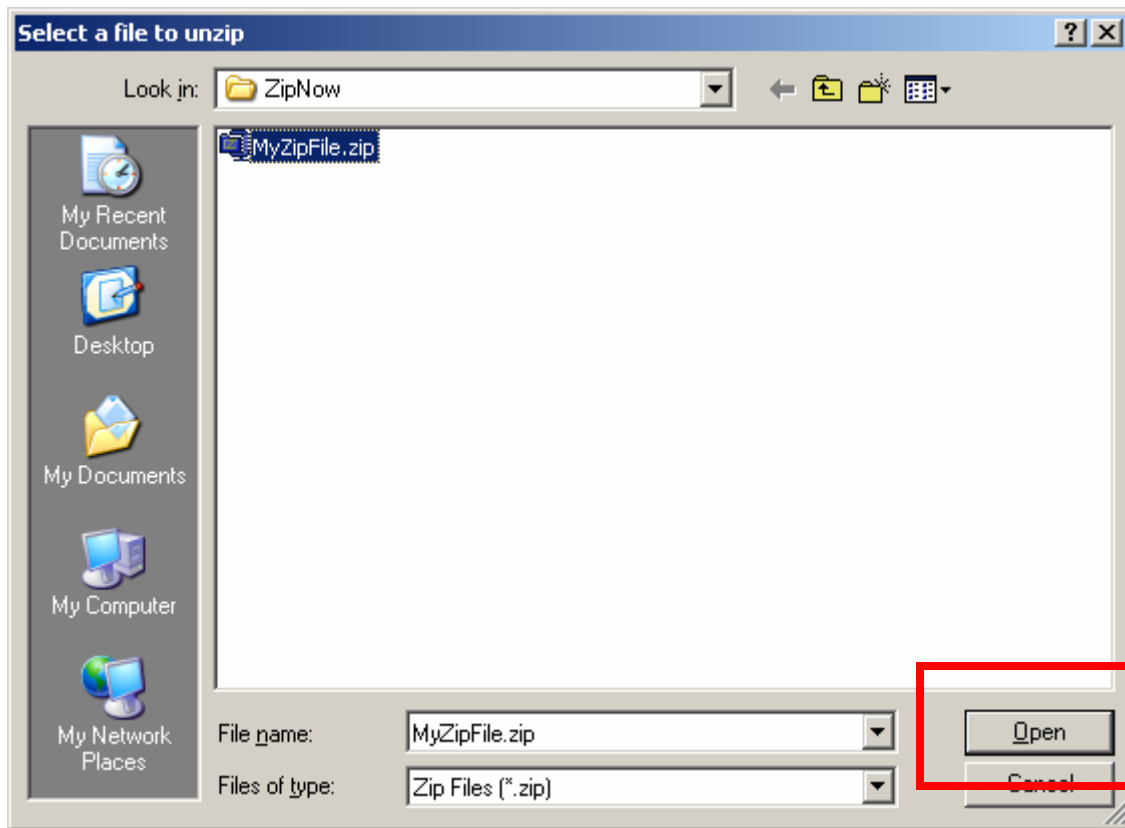 Select a file to unzip
Look in: ZipNow
MyZipFile.zip
My Recent
Documents
Desktop
My Documents
My Computer
My Network
Places
File name: MyZipFile.zip
Open
Files of type: Zip Files (*.zip)
Cancel